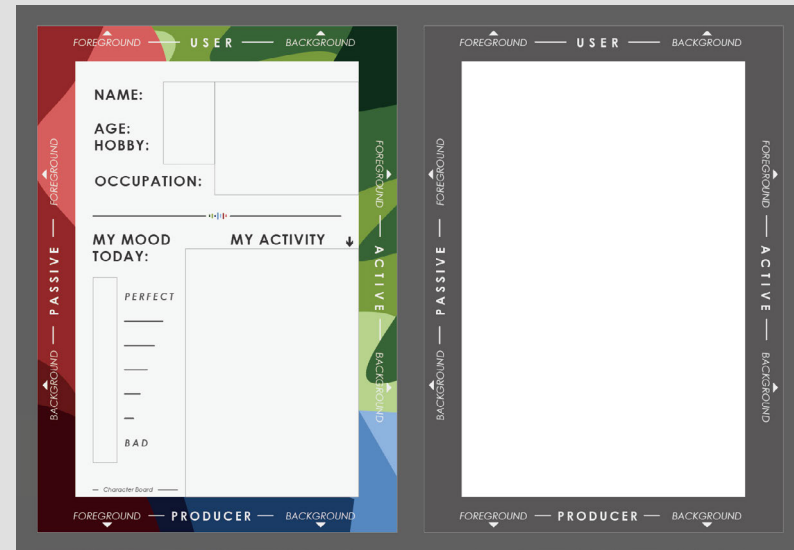 FOREGROUND — USER — BACKGROUND
NAME:
AGE:
HOBBY:
OCCUPATION:
MY MOOD
TODAY:
MY ACTIVITY ↓
PERFECT
BAD
— Character Board —
BACKGROUND — PASSIVE — FOREGROUND
FOREGROUND — ACTIVE — BACKGROUND
FOREGROUND — PRODUCER — BACKGROUND
FOREGROUND — USER — BACKGROUND
BACKGROUND — PASSIVE — FOREGROUND
FOREGROUND — ACTIVE — BACKGROUND
FOREGROUND — PRODUCER — BACKGROUND